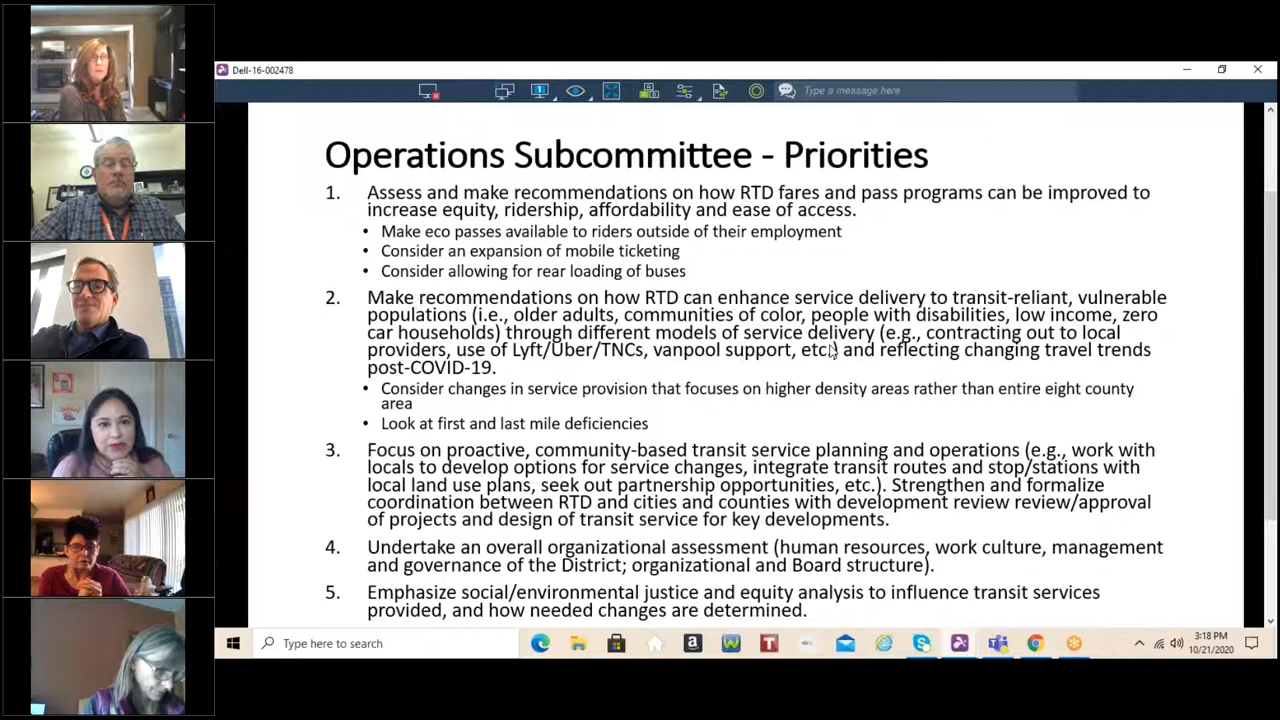 Dell-16-002478
Type a message here
Operations Subcommittee - Priorities
1. Assess and make recommendations on how RTD fares and pass programs can be improved to
increase equity, ridership, affordability and ease of access.
• Make eco passes available to riders outside of their employment
• Consider an expansion of mobile ticketing
• Consider allowing for rear loading of buses
2. Make recommendations on how RTD can enhance service delivery to transit-reliant, vulnerable
populations (i.e., older adults, communities of color, people with disabilities, low income, zero
car households) through different models of service delivery (e.g., contracting out to local
providers, use of Lyft/Uber/TNCs, vanpool support, etc.) and reflecting changing travel trends
post-COVID-19.
• Consider changes in service provision that focuses on higher density areas rather than entire eight county
area
• Look at first and last mile deficiencies
3. Focus on proactive, community-based transit service planning and operations (e.g., work with
locals to develop options for service changes, integrate transit routes and stop/stations with
local land use plans, seek out partnership opportunities, etc.). Strengthen and formalize
coordination between RTD and cities and counties with development review review/approval
of projects and design of transit service for key developments.
4. Undertake an overall organizational assessment (human resources, work culture, management
and governance of the District; organizational and Board structure).
5. Emphasize social/environmental justice and equity analysis to influence transit services
provided, and how needed changes are determined.
Type here to search
3:18 PM
10/21/2020